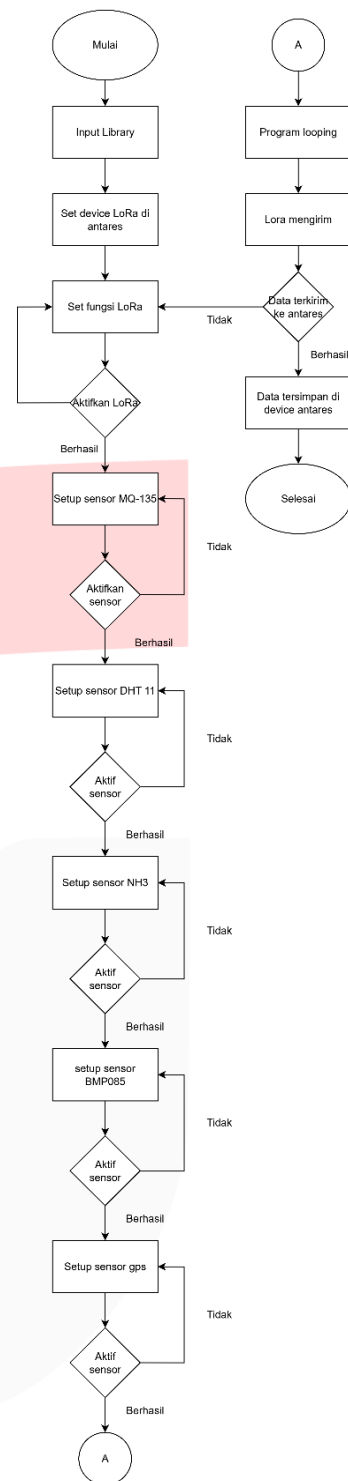 Mulai
Input Library
Set device LoRa di
antares
Set fungsi LoRa
Aktifkan LoRa
Berhasil
Setup sensor MQ-135
Tidak
Aktifkan
sensor
Berhasil
Setup sensor DHT 11
Tidak
Aktif
sensor
Berhasil
Setup sensor NH3
Tidak
Aktif
sensor
Berhasil
setup sensor
BMP085
Tidak
Aktif
sensor
Berhasil
Setup sensor gps
Tidak
Aktif
sensor
Berhasil
A
A
Program looping
Lora mengirim
Data terkirim
ke antares
Tidak
Berhasil
Data tersimpan di
device antares
Selesai